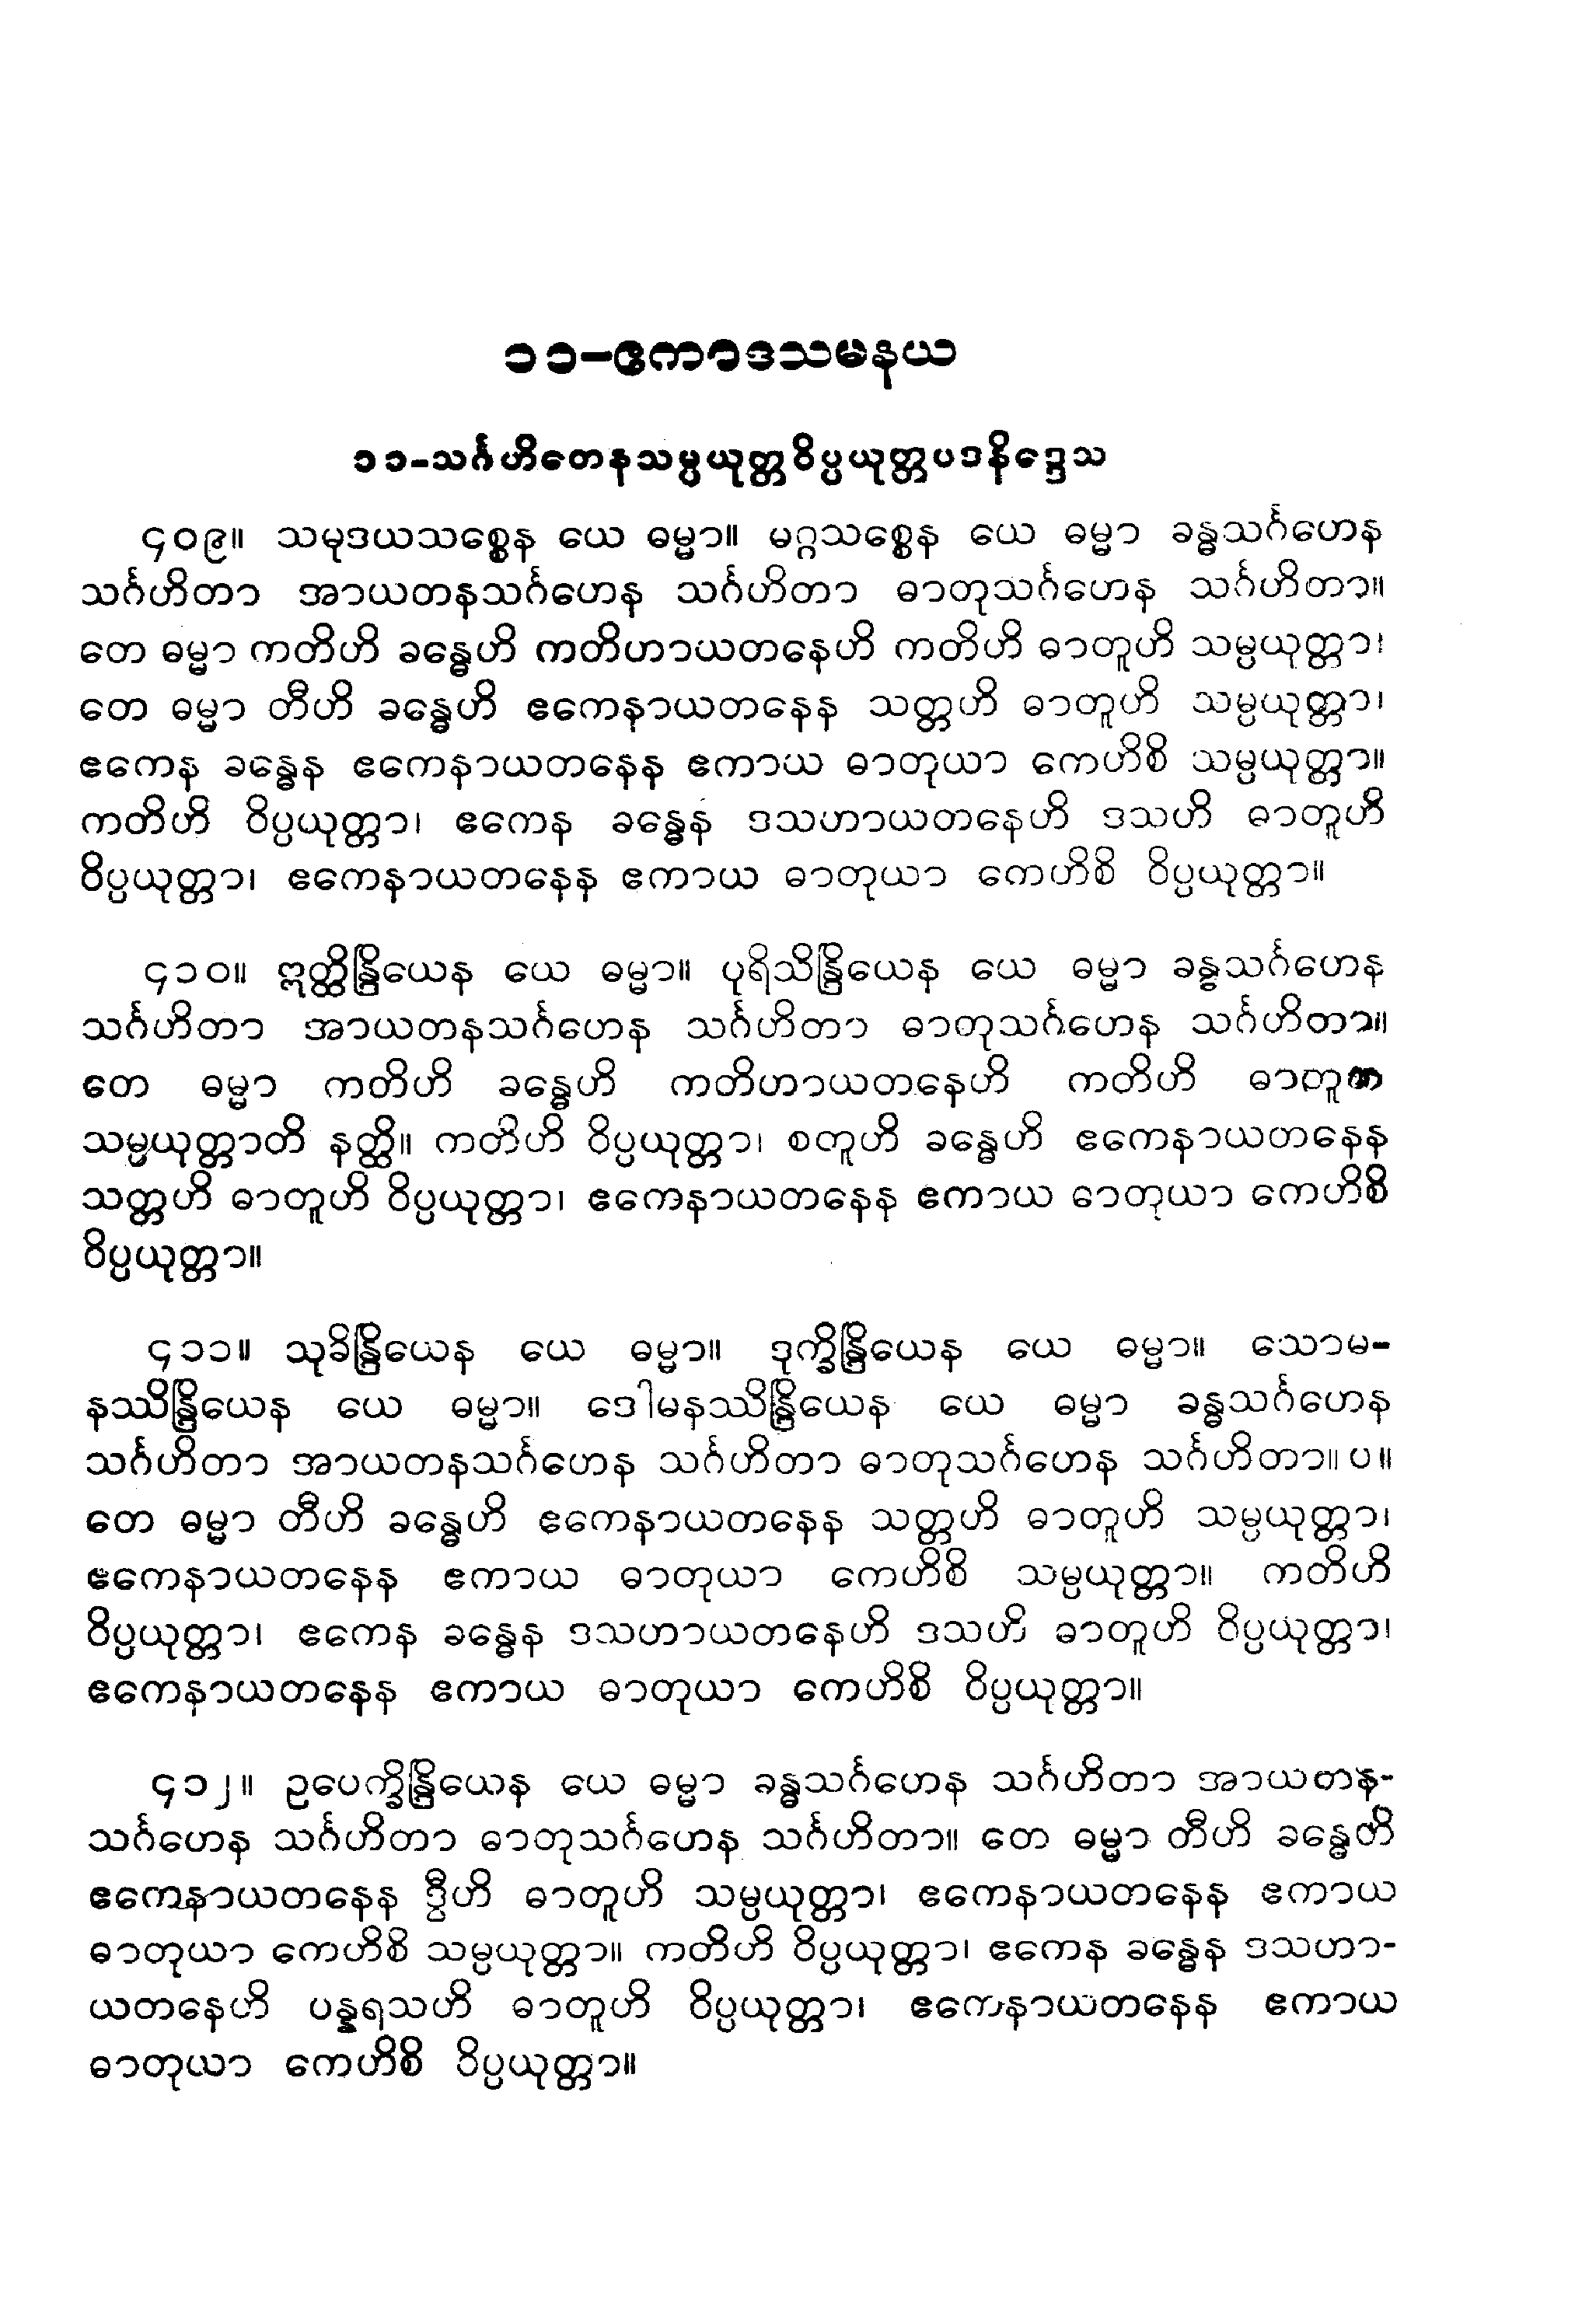 ၁၁-ဧကာဒသမနယ
၁၁-သင်္ဂဟိတေနသမ္ပယုတ္တဝိပ္ပယုတ္တပဒနိဒ္ဒေသ
၄၀၉။ သမုဒယသစ္စေန ယေ ဓမ္မာ။ မဂ္ဂသစ္စေန ယေ ဓမ္မာ ခန္ဓသင်္ဂဟေန
သင်္ဂဟိတာ အာယတနသင်္ဂဟေန သင်္ဂဟိတာ ဓာတုသင်္ဂဟေန သင်္ဂဟိတာ။
တေ ဓမ္မာ ကတိဟိ ခန္ဓေဟိ ကတိဟာယတနေဟိ ကတိဟိ ဓာတူဟိ သမ္ပယုတ္တာ၊
တေ ဓမ္မာ တီဟိ ခန္ဓေဟိ ဧကေနာယတနေန သတ္တဟိ ဓာတူဟိ သမ္ပယုတ္တာ၊
ဧကေန ခန္ဓေန ဧကေနာယတနေန ဧကာယ ဓာတုယာ ကေဟိစိ သမ္ပယုတ္တာ။
ကတိဟိ ဝိပ္ပယုတ္တာ၊ ဧကေန ခန္ဓေန ဒသဟာယတနေဟိ ဒသဟိ ဓာတူဟိ
ဝိပ္ပယုတ္တာ၊ ဧကေနာယတနေန ဧကာယ ဓာတုယာ ကေဟိစိ ဝိပ္ပယုတ္တာ။
၄၁၀။ ဣတ္ထိန္ဒြိယေန ယေ ဓမ္မာ။ ပုရိသိန္ဒြိယေန ယေ ဓမ္မာ ခန္ဓသင်္ဂဟေန
သင်္ဂဟိတာ အာယတနသင်္ဂဟေန သင်္ဂဟိတာ ဓာတုသင်္ဂဟေန သင်္ဂဟိတာ။
တေ ဓမ္မာ ကတိဟိ ခန္ဓေဟိ ကတိဟာယတနေဟိ ကတိဟိ
သမ္ပယုတ္တာတိ နတ္ထိ။ ကတိဟိ ဝိပ္ပယုတ္တာ၊ စတူဟိ ခန္ဓေဟိ ဧကေနာယတနေန
သတ္တဟိ ဓာတူဟိ ဝိပ္ပယုတ္တာ၊ ဧကေနာယတနေန ဧကာယ ဓာတုယာ ကေဟိစိ
ဝိပ္ပယုတ္တာ။
၄၁၁။ သုခိန္ဒြိယေန ယေ ဓမ္မာ။ ဒုက္ခိန္ဒြိယေန ယေ ဓမ္မာ။ သောမ-
နဿိန္ဒြိယေန ယေ ဓမ္မာ။ ဒေါမနဿိန္ဒြိယေန ယေ ဓမ္မာ ခန္ဓသင်္ဂဟေန
သင်္ဂဟိတာ အာယတနသင်္ဂဟေန သင်္ဂဟိတာ ဓာတုသင်္ဂဟေန သင်္ဂဟိတာ။ ပ။
တေ ဓမ္မာ တီဟိ ခန္ဓေဟိ ဧကေနာယတနေန သတ္တဟိ ဓာတူဟိ သမ္ပယုတ္တာ၊
ဧကေနာယတနေန ဧကာယ ဓာတုယာ ကေဟိစိ သမ္ပယုတ္တာ။ ကတိဟိ
ဝိပ္ပယုတ္တာ၊ ဧကေန ခန္ဓေန ဒသဟာယတနေဟိ ဒသဟိ ဓာတူဟိ ဝိပ္ပယုတ္တာ၊
ဧကေနာယတနေန ဧကာယ ဓာတုယာ ကေဟိစိ ဝိပ္ပယုတ္တာ။
၄၁၂။ ဥပေက္ခိန္ဒြိယေန ယေ ဓမ္မာ ခန္ဓသင်္ဂဟေန သင်္ဂဟိတာ အာယတန-
သင်္ဂဟေန သင်္ဂဟိတာ ဓာတုသင်္ဂဟေန သင်္ဂဟိတာ။ တေ ဓမ္မာ တီဟိ ခန္ဓေဟိ
ဧကေနာယတနေန ဒွီဟိ ဓာတူဟိ သမ္ပယုတ္တာ၊ ဧကေနာယတနေန ဧကာယ
ဓာတုယာ ကေဟိစိ သမ္ပယုတ္တာ။ ကတိဟိ ဝိပ္ပယုတ္တာ၊ ဧကေန ခန္ဓေန ဒသဟာ-
ယတနေဟိ ပန္နရသဟိ ဓာတူဟိ ဝိပ္ပယုတ္တာ၊ ဧကေနာယတနေန ဧကာယ
ဓာတုယာ ကေဟိစိ ဝိပ္ပယုတ္တာ။